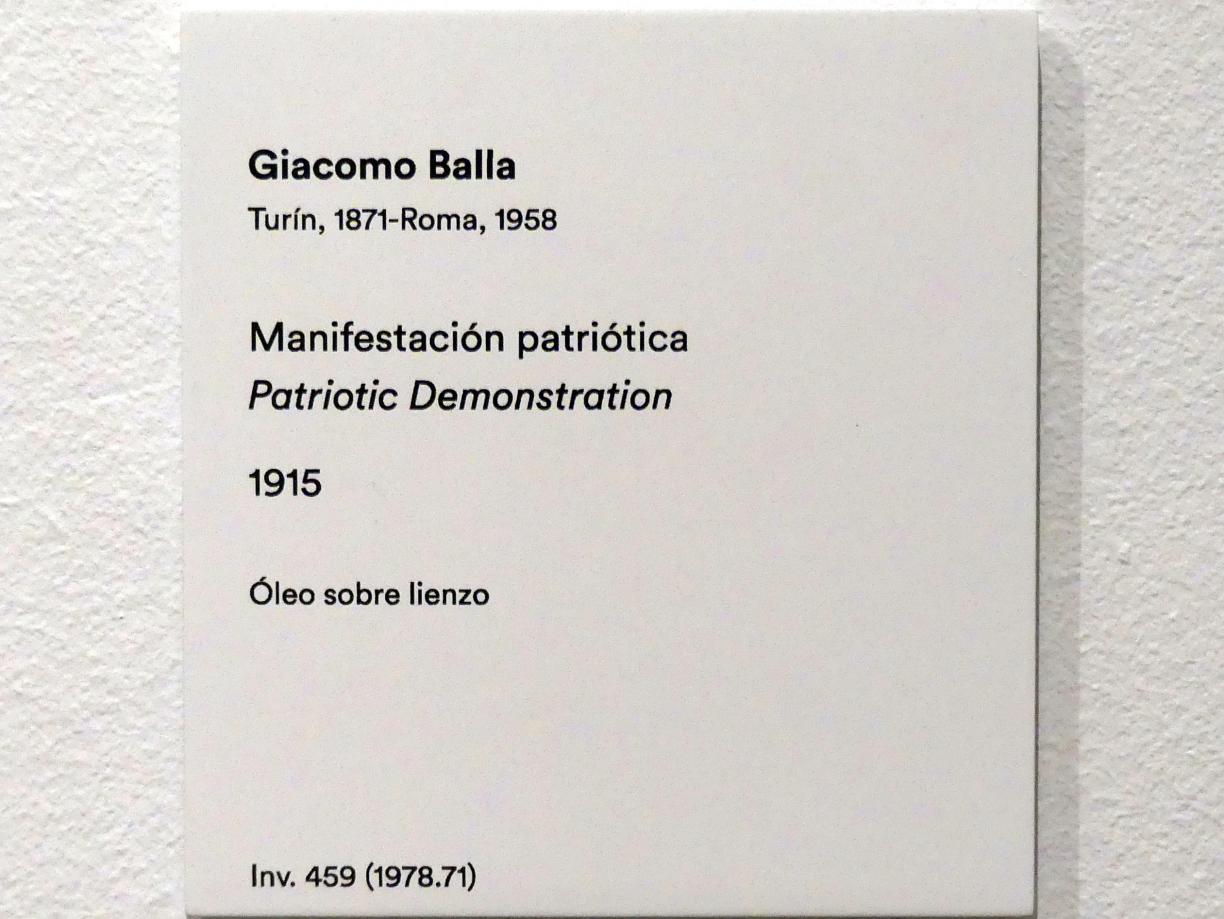 Giacomo Balla
Turín, 1871-Roma, 1958
Manifestación patriótica
Patriotic Demonstration
1915
Óleo sobre lienzo
Inv. 459 (1978.71)